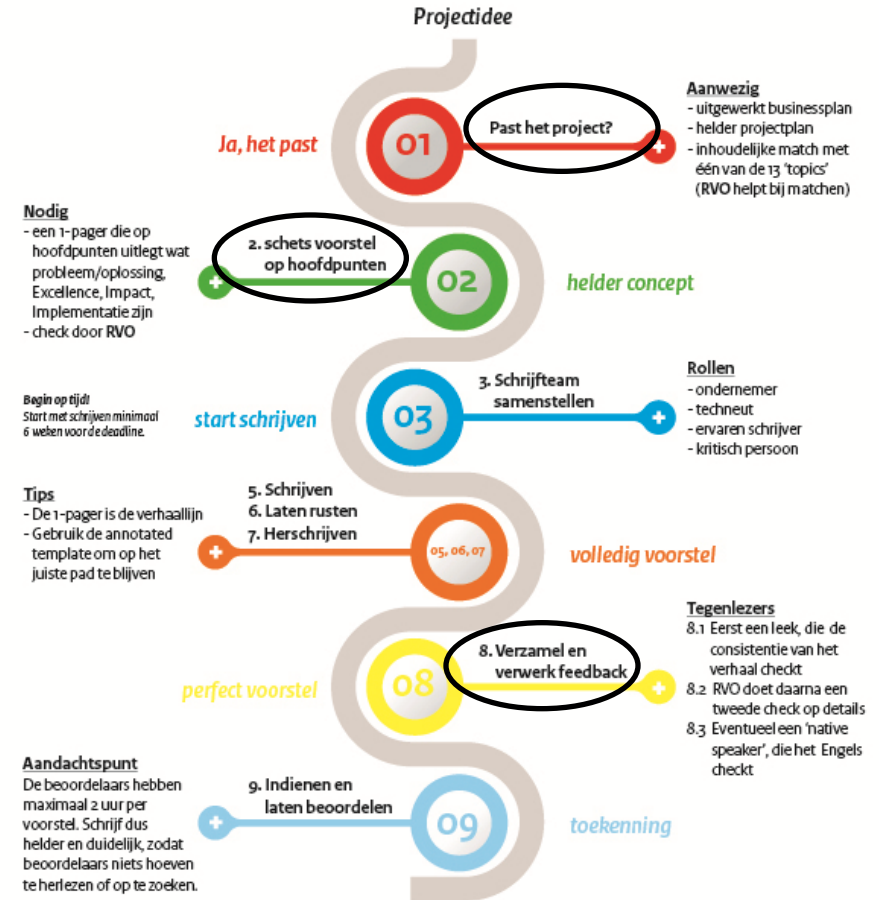 Projectidee
Ja, het past
01
Past het project?
Aanwezig
- uitgewerkt businessplan
- helder projectplan
- inhoudelijke match met
één van de 13 ‘topics’
(RVO helpt bij matchen)
Nodig
- een 1-pager die op
hoofdpunten uitlegt wat
probleem/oplossing,
Excellence, Impact,
Implementatie zijn
- check door RVO
2. schets voorstel
op hoofdpunten
02
helder concept
Begin op tijd!
Start met schrijven minimaal
6 weken voor de deadline.
start schrijven
03
3. Schrijfteam
samenstellen
Rollen
- ondernemer
- techneut
- ervaren schrijver
- kritisch persoon
Tips
- De 1-pager is de verhaallijn
- Gebruik de annotated
template om op het
juiste pad te blijven
5. Schrijven
6. Laten rusten
7. Herschrijven
05, 06, 07
volledig voorstel
perfect voorstel
08
8. Verzamel en
verwerk feedback
Tegenlezers
8.1 Eerst een leek, die de
consistentie van het
verhaal checkt
8.2 RVO doet daarna een
tweede check op details
8.3 Eventueel een ‘native
speaker’, die het Engels
checkt
Aandachtspunt
De beoordelaars hebben
maximaal 2 uur per
voorstel. Schrijf dus
helder en duidelijk, zodat
beoordelaars niets hoeven
te herlezen of op te zoeken.
9. Indienen en
laten beoordelen
09
toekenning